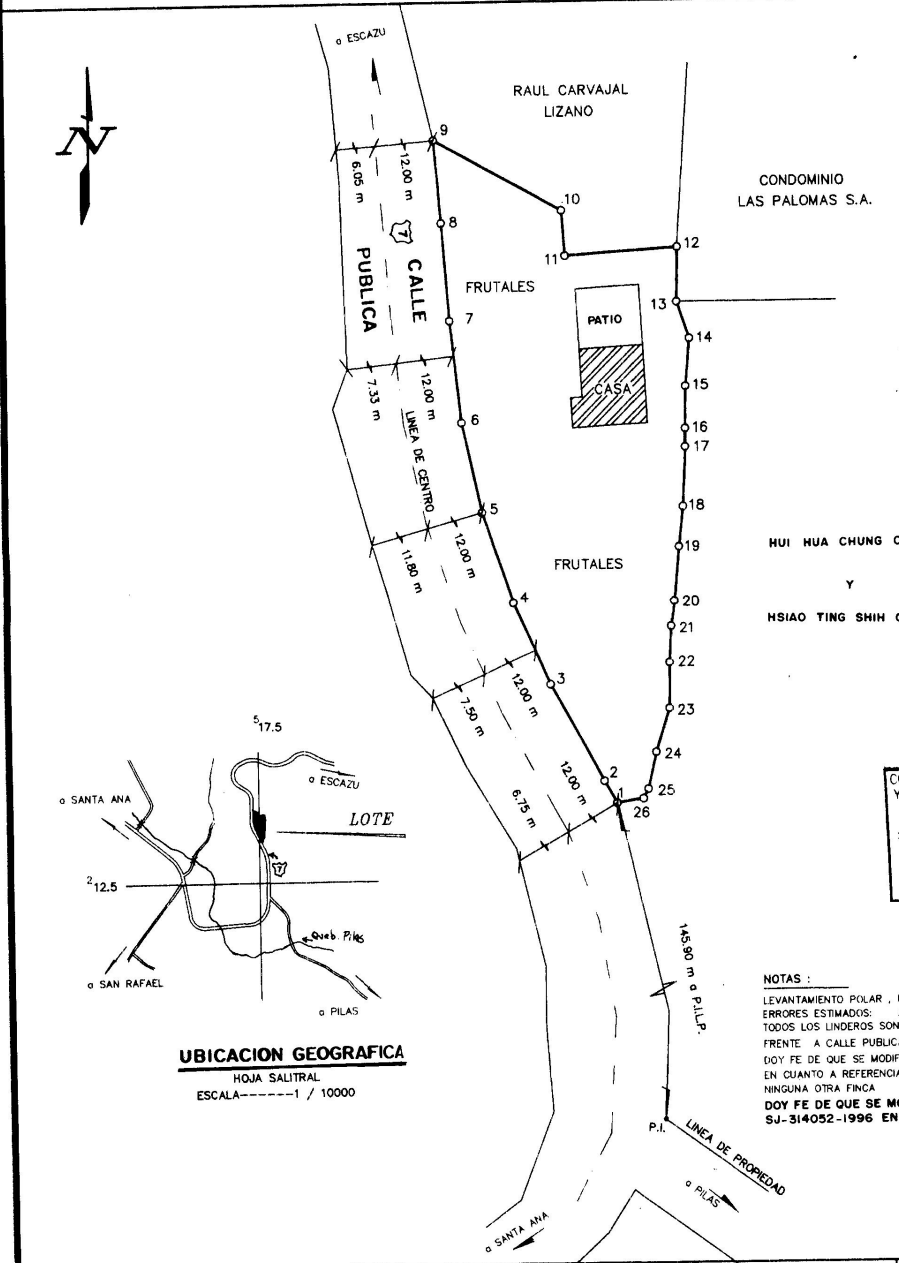 a ESCAZU
N
RAUL CARVAJAL
LIZANO
CONDOMINIO
LAS PALOMAS S.A.
9
6.05 m
12.00 m
10
8
7
CALLE
PUBLICA
11
12
FRUTALES
13
PATIO
7
14
CASA
15
7.33 m
12.00 m
LINEA DE CENTRO
6
16
17
5
18
11.80 m
12.00 m
19
HUI HUA CHUNG
Y
HSIAO TING SHIH
FRUTALES
4
20
21
22
3
7.50 m
12.00 m
23
24
2
25
1
26
6.75 m
12.00 m
517.5
a ESCAZU
a SANTA ANA
LOTE
7
212.5
Queb. Pilas
a SAN RAFAEL
a PILAS
UBICACION GEOGRAFICA
HOJA SALITRAL
ESCALA------1 / 10000
145.90 m a P.I.L.P.
NOTAS :
LEVANTAMIENTO POLAR ,
ERRORES ESTIMADOS:
TODOS LOS LINDEROS SON
FRENTE A CALLE PUBLIC
DOY FE DE QUE SE MODIF
EN CUANTO A REFERENCIA
NINGUNA OTRA FINCA
DOY FE DE QUE SE MO
SJ-314052-1996 EN
P.I.
LINEA DE PROPIEDAD
a PILAS
a SANTA ANA